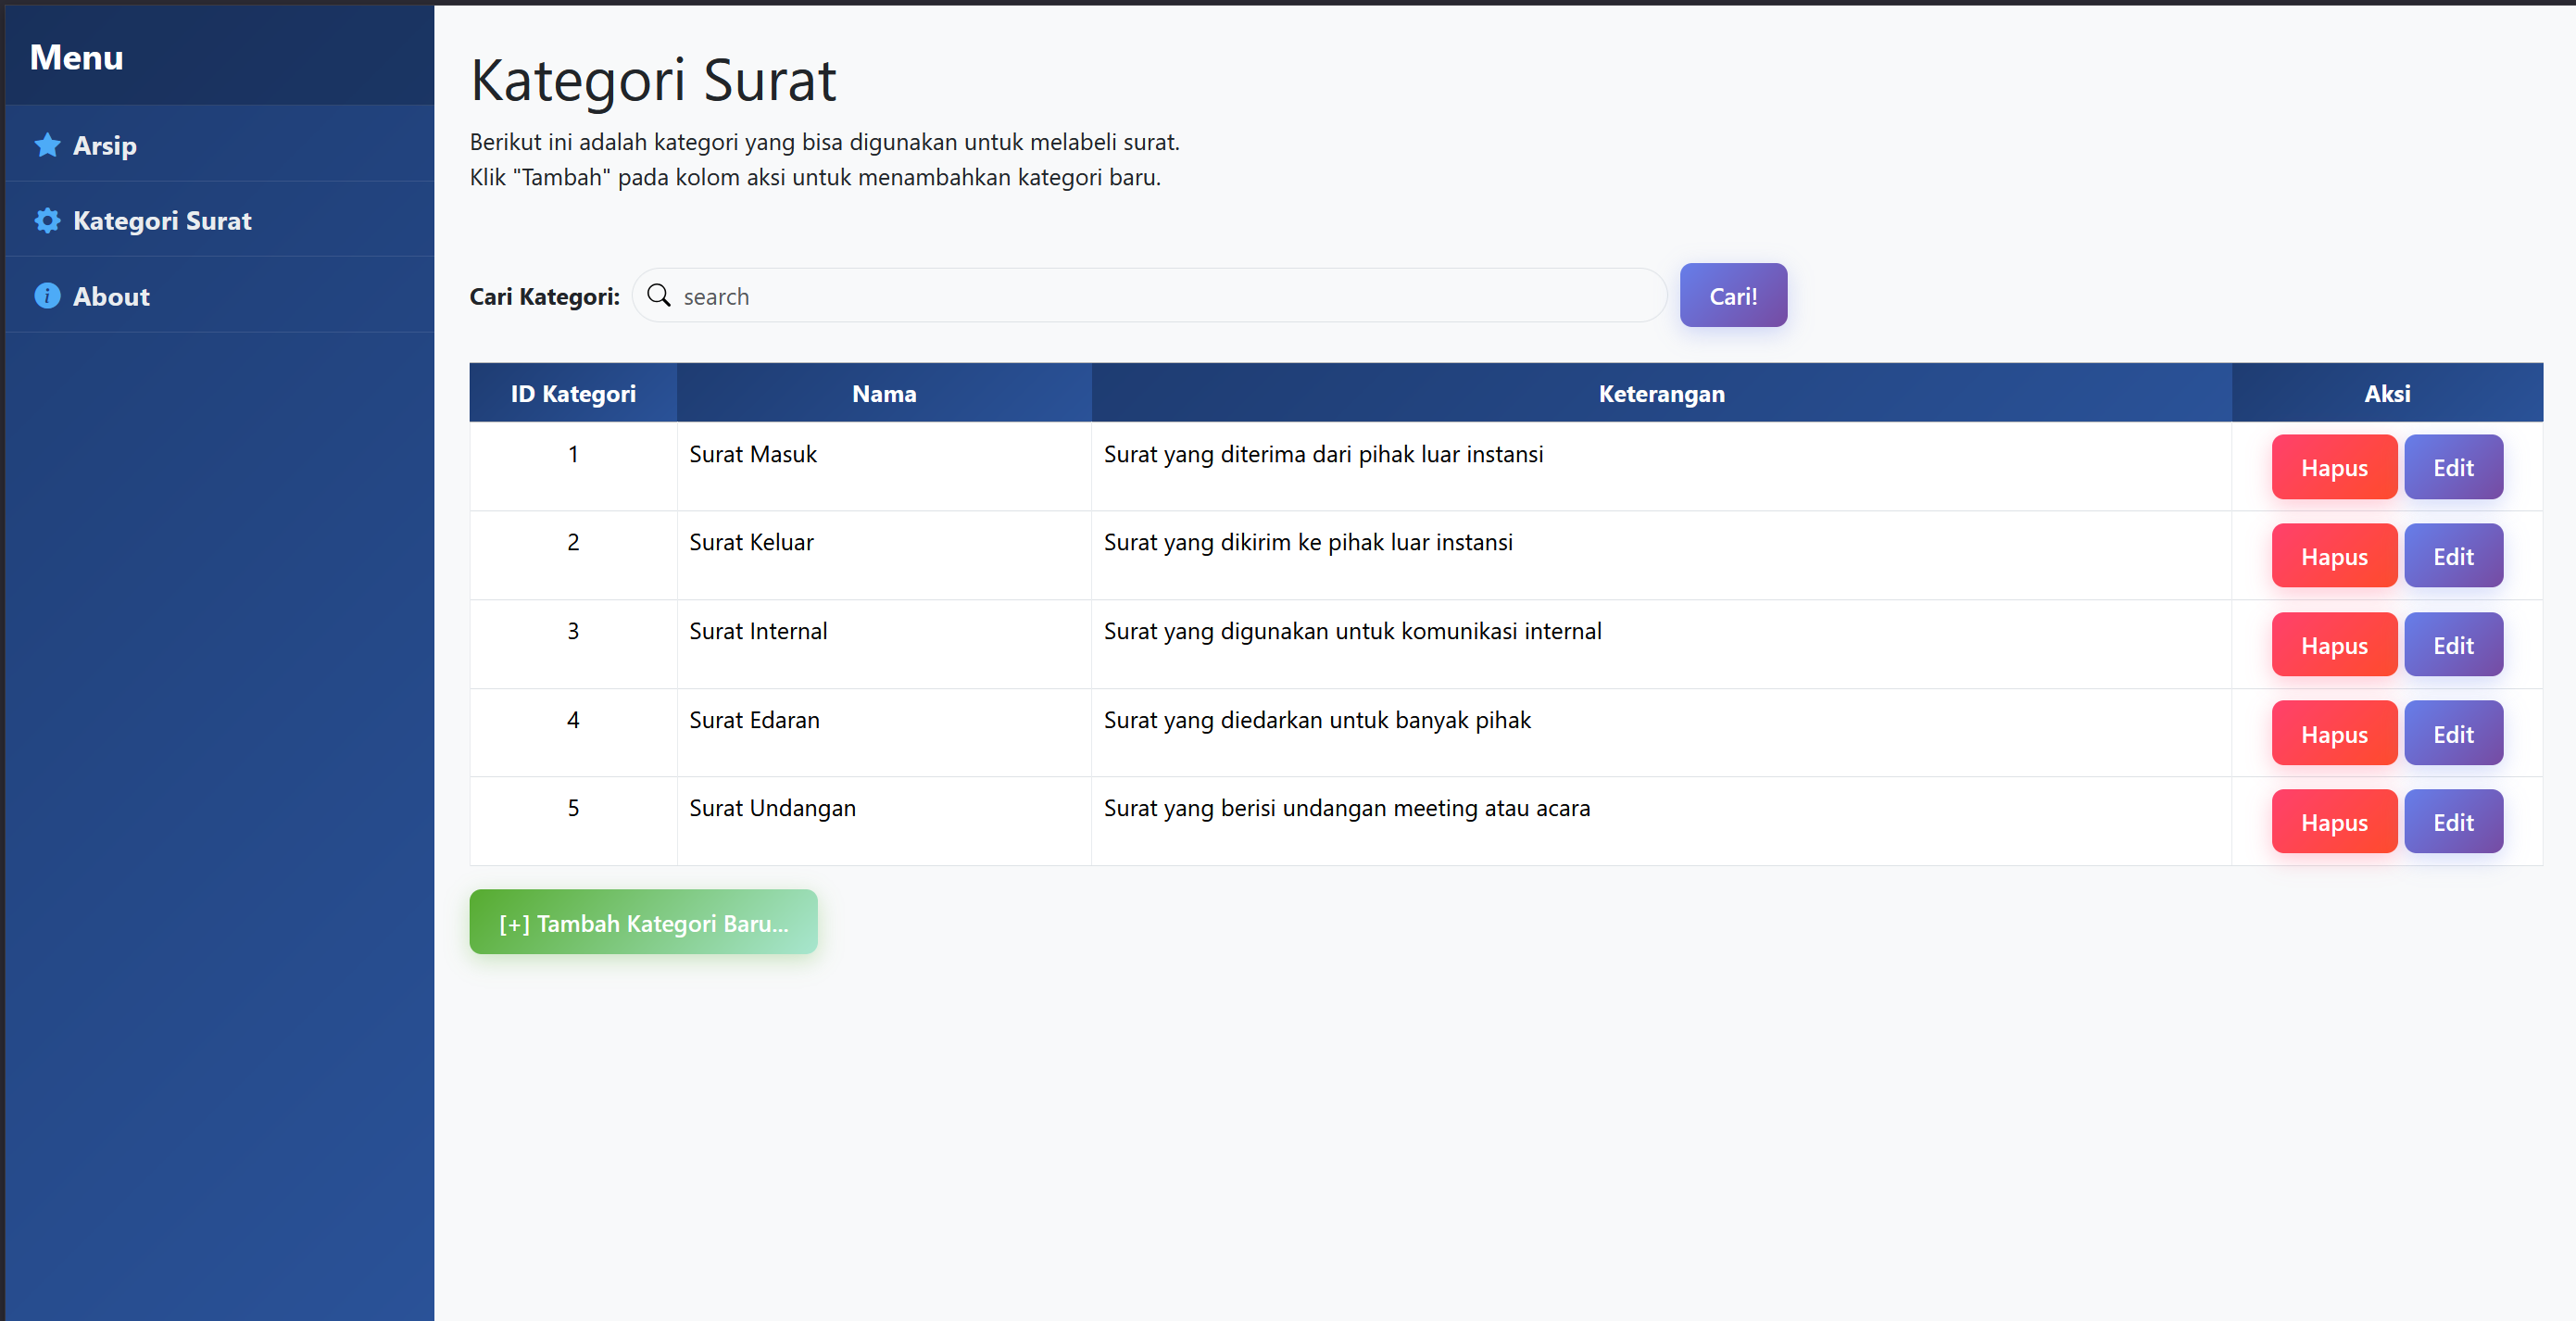 Menu
Arsip
Kategori Surat
About
Kategori Surat
Berikut ini adalah kategori yang bisa digunakan untuk melabeli surat.
Klik "Tambah" pada kolom aksi untuk menambahkan kategori baru.
Cari Kategori: search Cari!
ID Kategori Nama Keterangan Aksi
1 Surat Masuk Surat yang diterima dari pihak luar instansi Hapus Edit
2 Surat Keluar Surat yang dikirim ke pihak luar instansi Hapus Edit
3 Surat Internal Surat yang digunakan untuk komunikasi internal Hapus Edit
4 Surat Edaran Surat yang diedarkan untuk banyak pihak Hapus Edit
5 Surat Undangan Surat yang berisi undangan meeting atau acara Hapus Edit
[+] Tambah Kategori Baru...